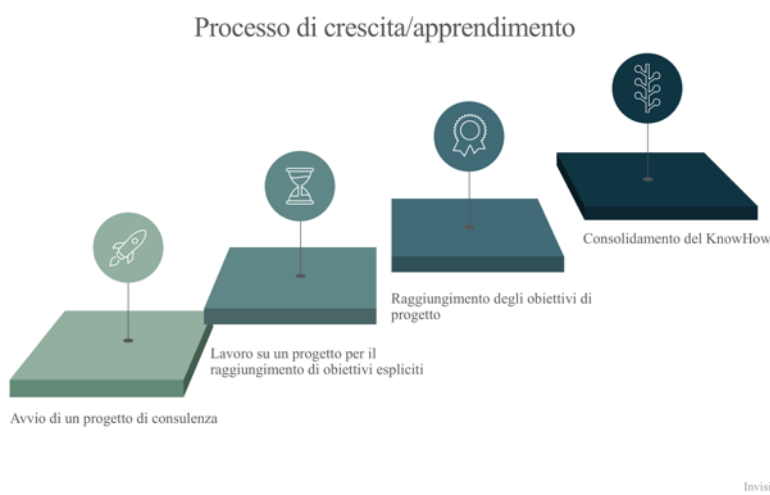 Processo di crescita/apprendimento
Consolidamento del KnowHow
Raggiungimento degli obiettivi di
progetto
Lavoro su un progetto per il
raggiungimento di obiettivi espliciti
Avvio di un progetto di consulenza